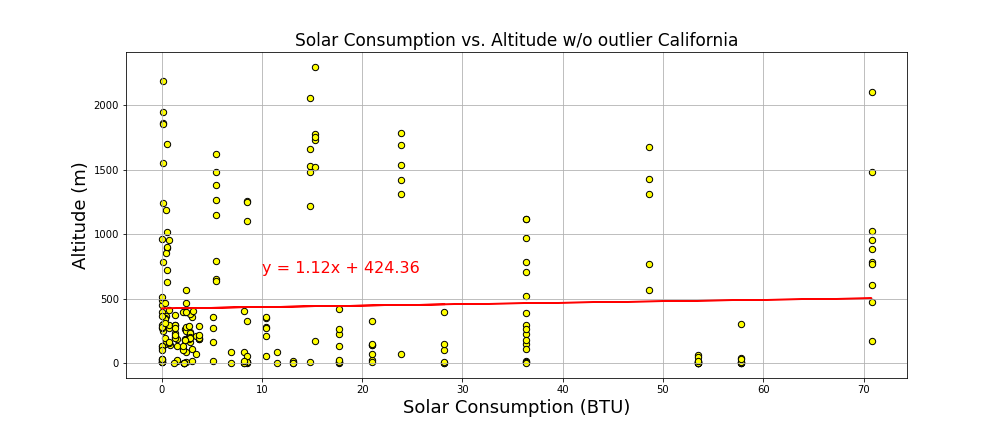 Solar Consumption vs. Altitude w/o outlier California
Altitude (m)
2000
1500
1000
500
0
y = 1.12x + 424.36
0 10 20 30 40 50 60 70
Solar Consumption (BTU)